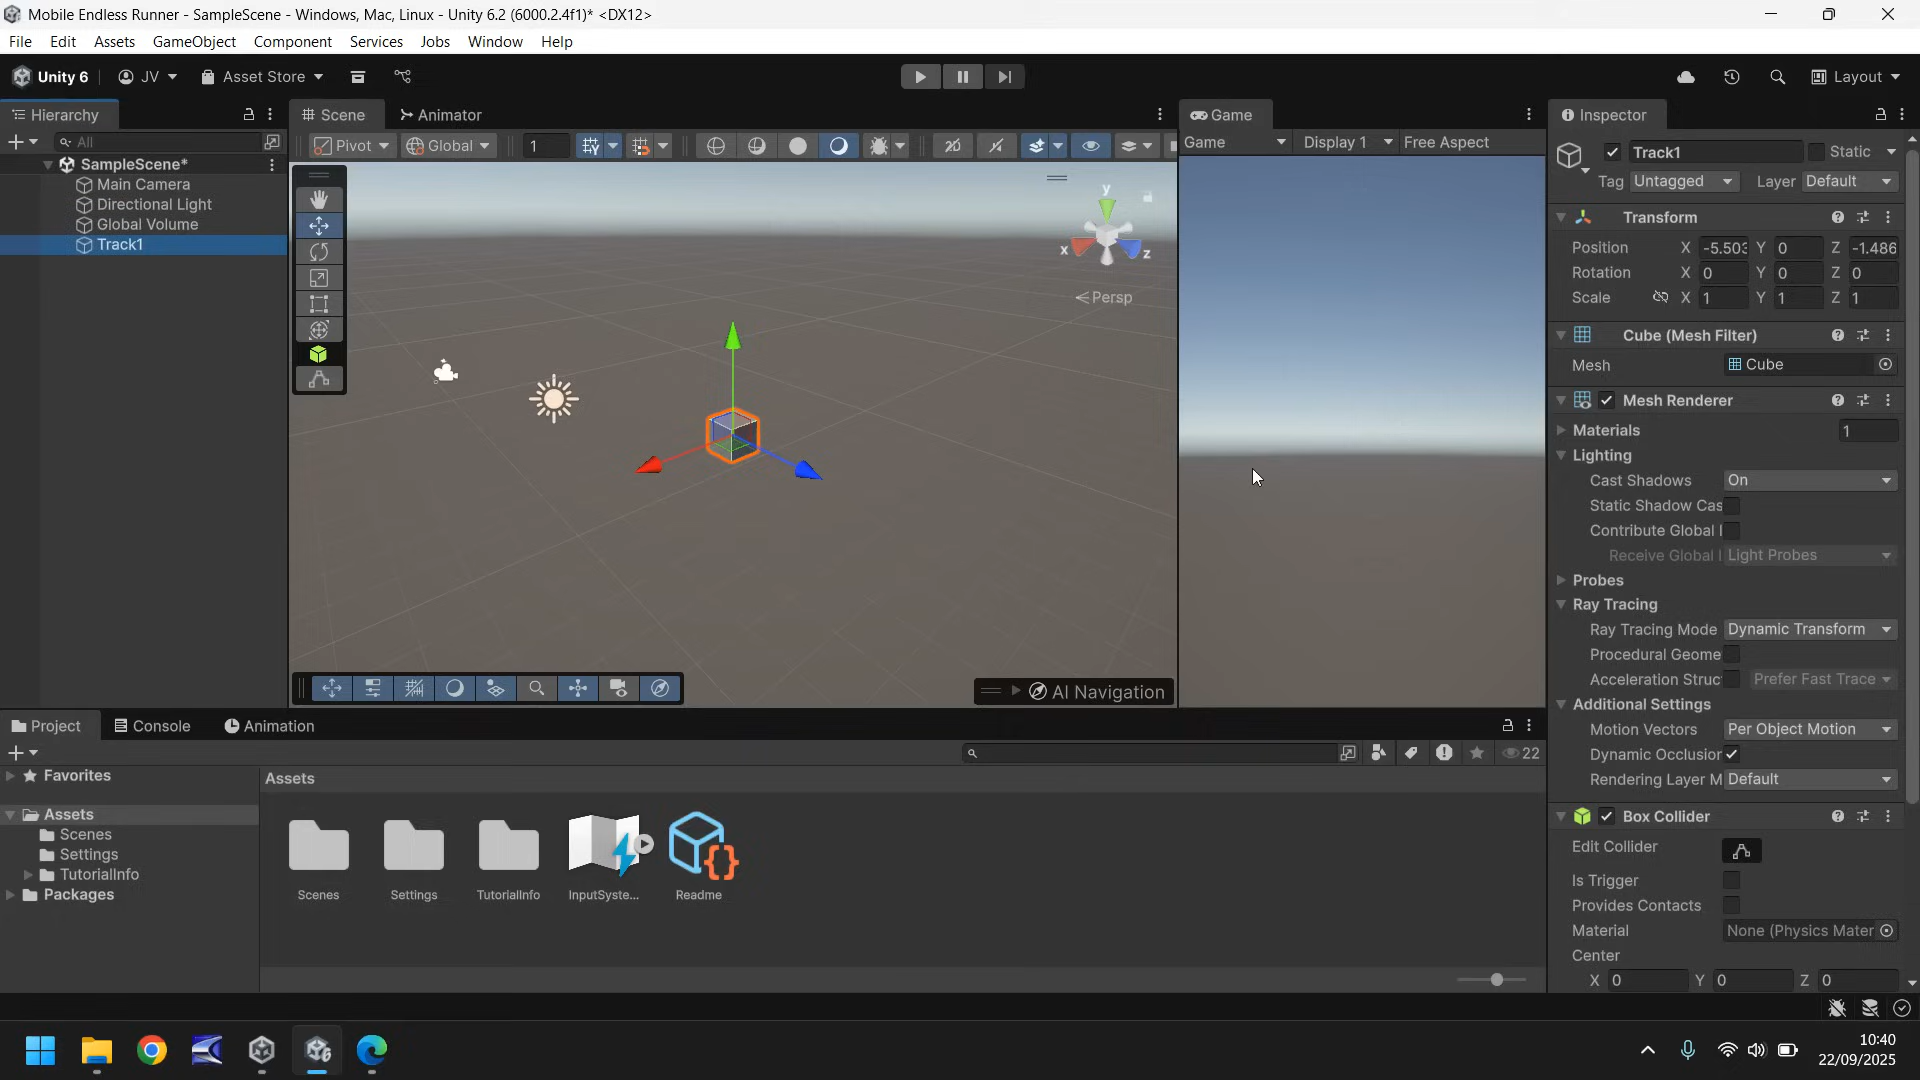 Mobile Endless Runner - SampleScene - Windows, Mac, Linux - Unity 6.2 (6000.2.4f1)* <DX12>
File Edit Assets GameObject Component Services Jobs Window Help
Unity 6 JV Asset Store Layout
Hierarchy
All
SampleScene*
Main Camera
Directional Light
Global Volume
Track1
Scene Animator
Pivot Global 1 2D
y
x
z
Persp
AI Navigation
Game
Game Display 1 Free Aspect
Inspector
Track1 Static
Tag Untagged Layer Default
Transform
Position X -5.503 Y 0 Z -1.486
Rotation X 0 Y 0 Z 0
Scale X 1 Y 1 Z 1
Cube (Mesh Filter)
Mesh Cube
Mesh Renderer
Materials 1
Lighting
Cast Shadows On
Static Shadow Cas
Contribute Global I
Receive Global I Light Probes
Probes
Ray Tracing
Ray Tracing Mode Dynamic Transform
Procedural Geome
Acceleration Struc Prefer Fast Trace
Additional Settings
Motion Vectors Per Object Motion
Dynamic Occlusion
Rendering Layer M Default
Box Collider
Edit Collider
Is Trigger
Provides Contacts
Material None (Physics Mater
Center
X 0 Y 0 Z 0
Project Console Animation
22
Favorites
Assets
Scenes
Settings
TutorialInfo
Packages
Assets
Scenes Settings TutorialInfo InputSyste... Readme
10:40
22/09/2025